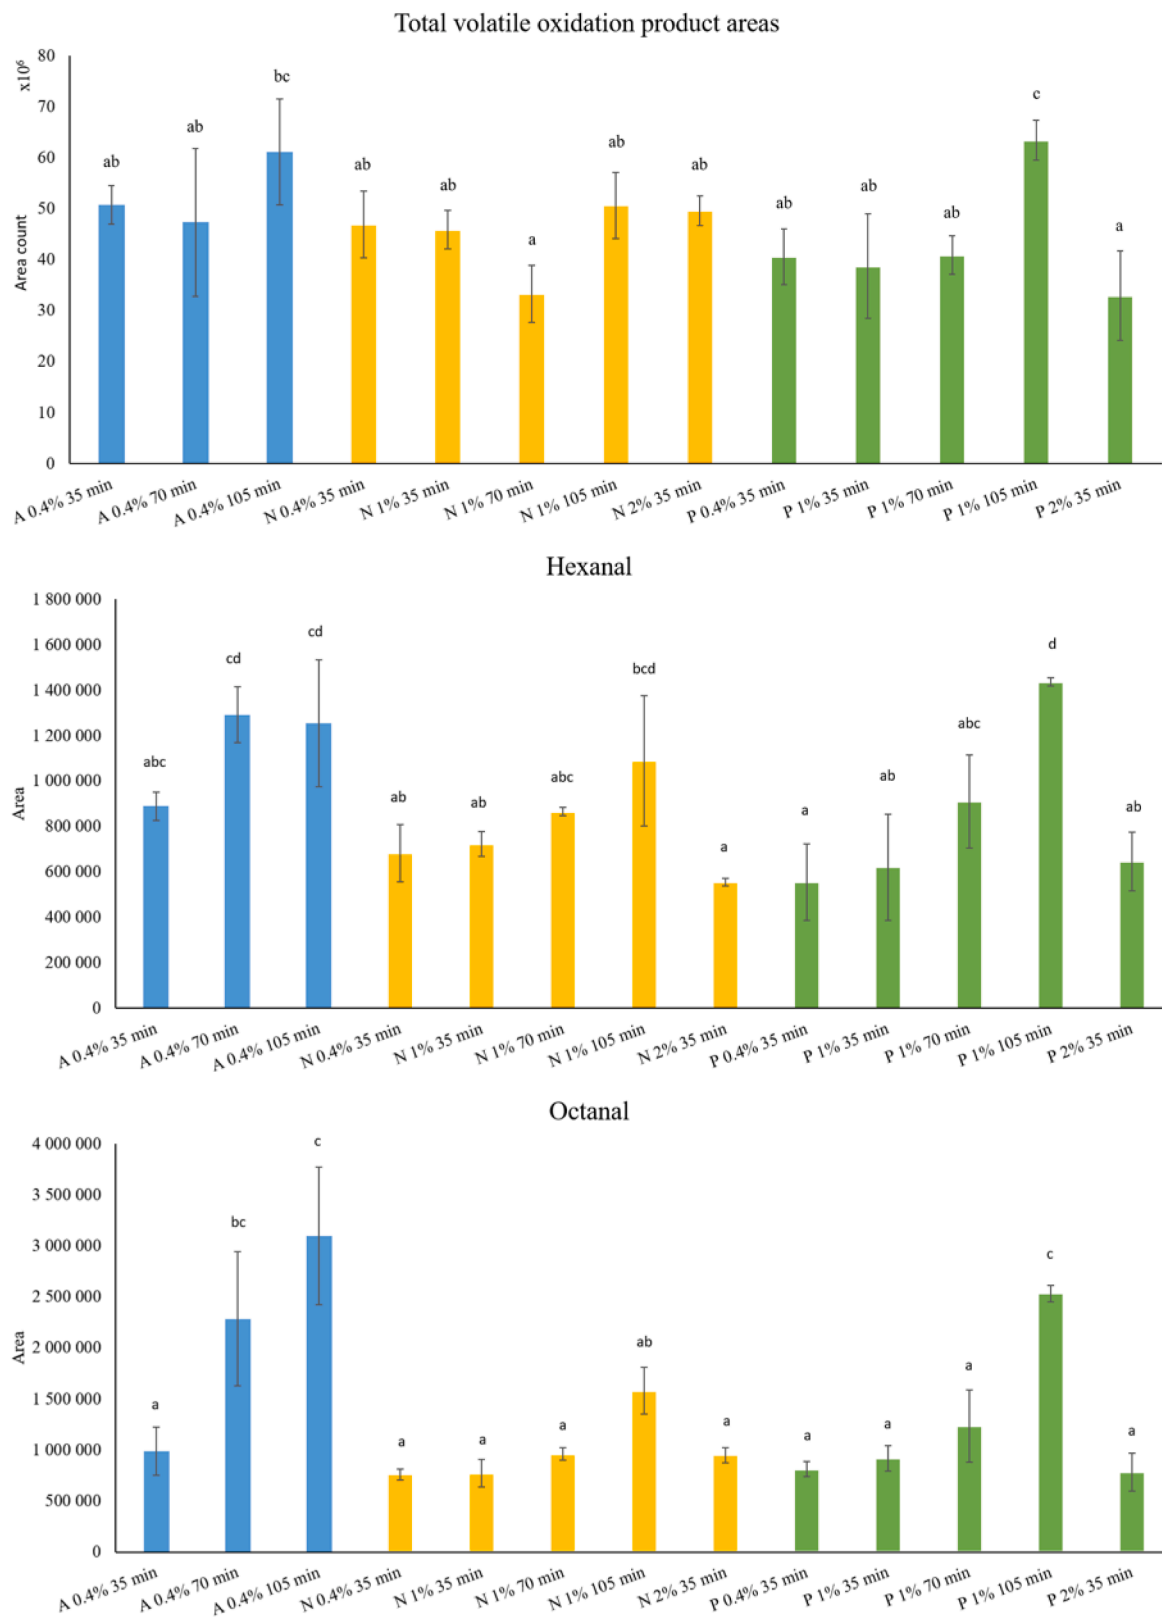 Total volatile oxidation product areas
x10⁶
Area count
80
70
60
50
40
30
20
10
0
ab
ab
bc
ab
ab
a
ab
ab
ab
ab
ab
c
a
A 0.4% 35 min
A 0.4% 70 min
A 0.4% 105 min
N 0.4% 35 min
N 1% 35 min
N 1% 70 min
N 1% 105 min
N 2% 35 min
P 0.4% 35 min
P 1% 35 min
P 1% 70 min
P 1% 105 min
P 2% 35 min
Hexanal
Area
1 800 000
1 600 000
1 400 000
1 200 000
1 000 000
800 000
600 000
400 000
200 000
0
abc
cd
cd
ab
ab
abc
bcd
a
a
ab
abc
d
ab
A 0.4% 35 min
A 0.4% 70 min
A 0.4% 105 min
N 0.4% 35 min
N 1% 35 min
N 1% 70 min
N 1% 105 min
N 2% 35 min
P 0.4% 35 min
P 1% 35 min
P 1% 70 min
P 1% 105 min
P 2% 35 min
Octanal
Area
4 000 000
3 500 000
3 000 000
2 500 000
2 000 000
1 500 000
1 000 000
500 000
0
a
bc
c
a
a
a
ab
a
a
a
a
c
a
A 0.4% 35 min
A 0.4% 70 min
A 0.4% 105 min
N 0.4% 35 min
N 1% 35 min
N 1% 70 min
N 1% 105 min
N 2% 35 min
P 0.4% 35 min
P 1% 35 min
P 1% 70 min
P 1% 105 min
P 2% 35 min